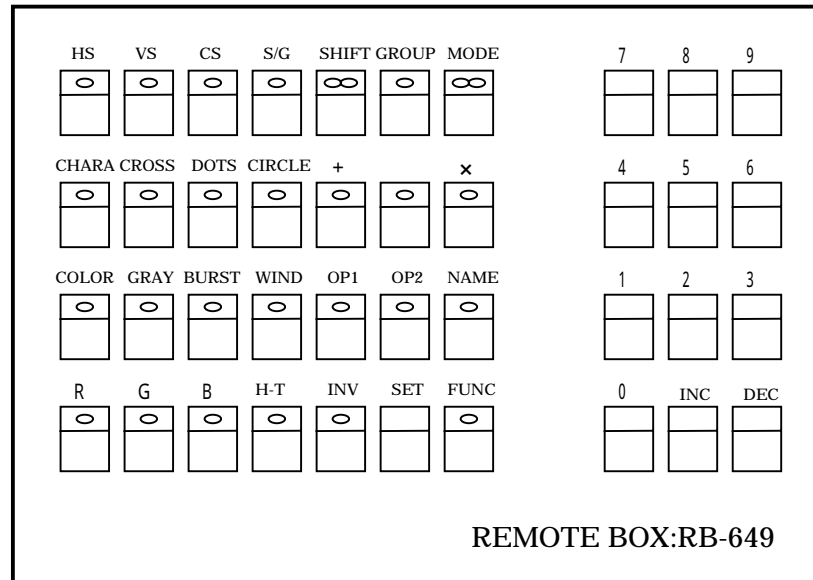 HS VS CS S/G SHIFT GROUP MODE 7 8 9
CHARA CROSS DOTS CIRCLE + × 4 5 6
COLOR GRAY BURST WIND OP1 OP2 NAME 1 2 3
R G B H-T INV SET FUNC 0 INC DEC
REMOTE BOX:RB-649